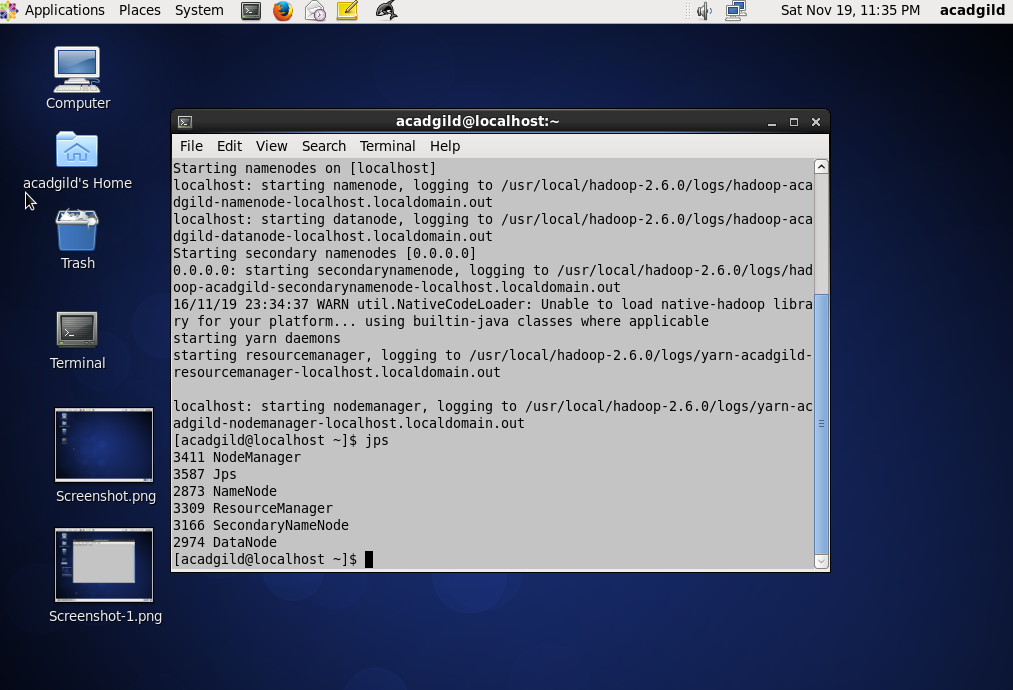 Applications Places System
Sat Nov 19, 11:35 PM acadgild
Computer
acadgild's Home
Trash
Terminal
Screenshot.png
Screenshot-1.png
acadgild@localhost:~
File Edit View Search Terminal Help
Starting namenodes on [localhost]
localhost: starting namenode, logging to /usr/local/hadoop-2.6.0/logs/hadoop-aca
dgild-namenode-localhost.localdomain.out
localhost: starting datanode, logging to /usr/local/hadoop-2.6.0/logs/hadoop-aca
dgild-datanode-localhost.localdomain.out
Starting secondary namenodes [0.0.0.0]
0.0.0.0: starting secondarynamenode, logging to /usr/local/hadoop-2.6.0/logs/had
oop-acadgild-secondarynamenode-localhost.localdomain.out
16/11/19 23:34:37 WARN util.NativeCodeLoader: Unable to load native-hadoop libra
ry for your platform... using builtin-java classes where applicable
starting yarn daemons
starting resourcemanager, logging to /usr/local/hadoop-2.6.0/logs/yarn-acadgild-
resourcemanager-localhost.localdomain.out
localhost: starting nodemanager, logging to /usr/local/hadoop-2.6.0/logs/yarn-ac
adgild-nodemanager-localhost.localdomain.out
[acadgild@localhost ~]$ jps
3411 NodeManager
3587 Jps
2873 NameNode
3309 ResourceManager
3166 SecondaryNameNode
2974 DataNode
[acadgild@localhost ~]$